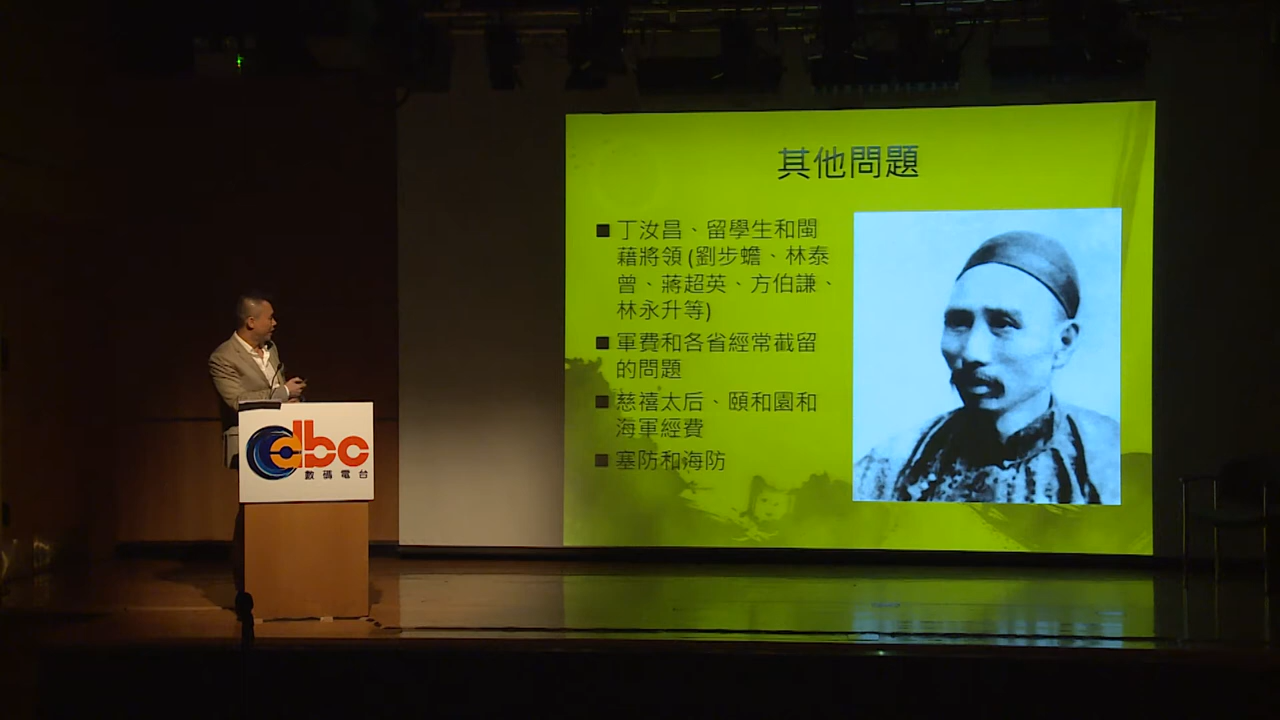 其他問題
丁汝昌、留學生和閩
藉將領 (劉步蟾、林泰
曾、蔣超英、方伯謙、
林永升等)
軍費和各省經常截留
的問題
慈禧太后、頤和園和
海軍經費
塞防和海防
dbc
數碼電台